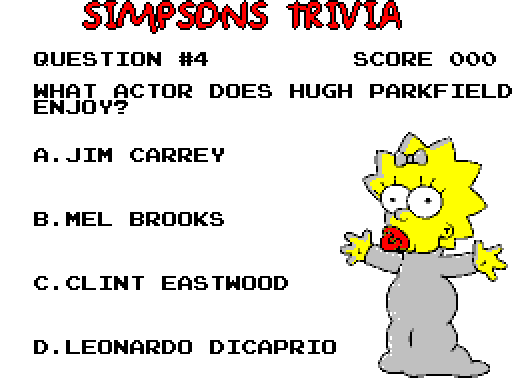 SIMPSONS TRIVIA
QUESTION #4 SCORE 000
WHAT ACTOR DOES HUGH PARKFIELD
ENJOY?
A.JIM CARREY
B.MEL BROOKS
C.CLINT EASTWOOD
D.LEONARDO DICAPRIO